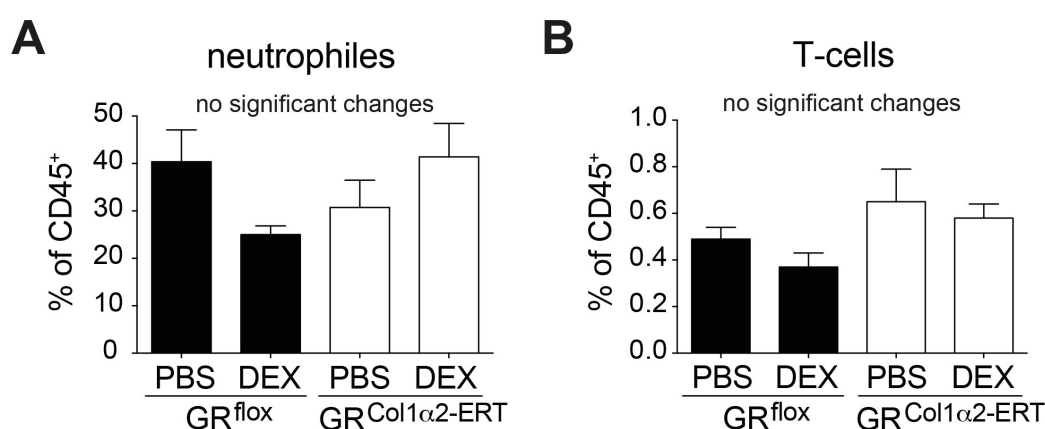 A
neutrophiles
no significant changes
% of CD45⁺
50
40
30
20
10
0
PBS DEX PBS DEX
GRflox GRCol1α2-ERT
B
T-cells
no significant changes
% of CD45⁺
1.0
0.8
0.6
0.4
0.2
0.0
PBS DEX PBS DEX
GRflox GRCol1α2-ERT